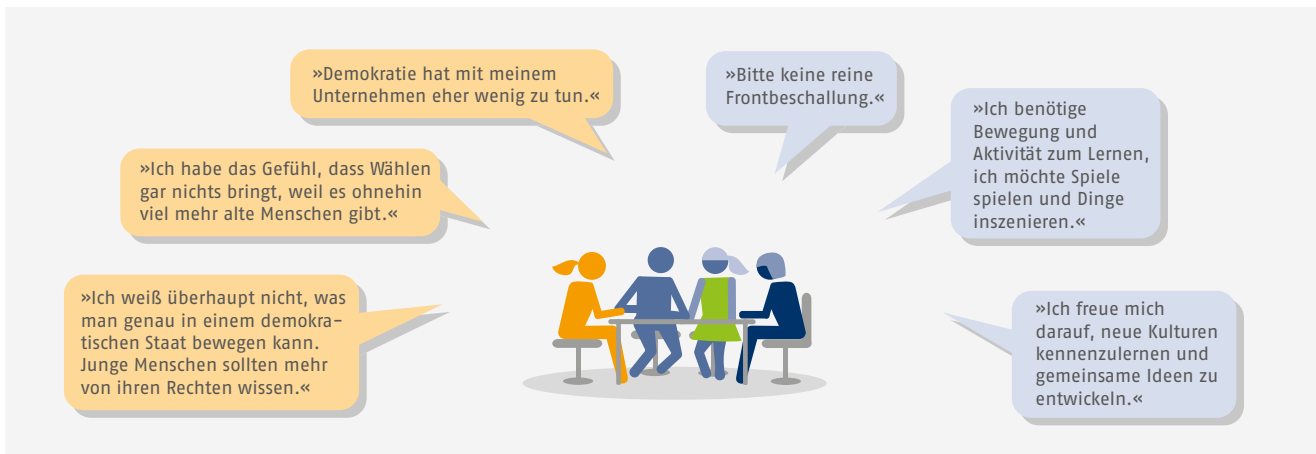 »Demokratie hat mit meinem
Unternehmen eher wenig zu tun.«
»Ich habe das Gefühl, dass Wählen
gar nichts bringt, weil es ohnehin
viel mehr alte Menschen gibt.«
»Ich weiß überhaupt nicht, was
man genau in einem demokra-
tischen Staat bewegen kann.
Junge Menschen sollten mehr
von ihren Rechten wissen.«
»Bitte keine reine
Frontbeschallung.«
»Ich benötige
Bewegung und
Aktivität zum Lernen,
ich möchte Spiele
spielen und Dinge
inszenieren.«
»Ich freue mich
darauf, neue Kulturen
kennenzulernen und
gemeinsame Ideen zu
entwickeln.«